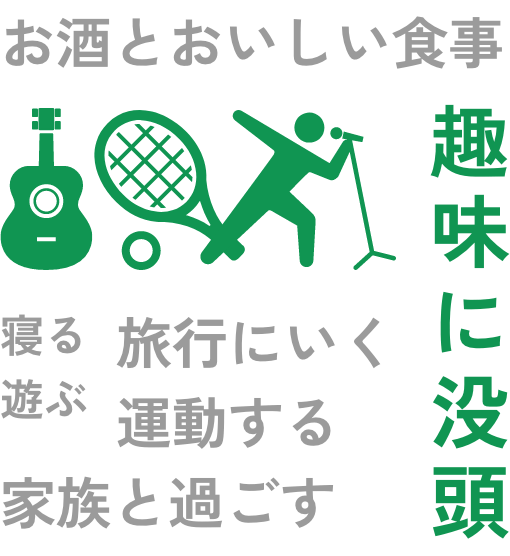 お酒とおいしい食事
趣味に没頭
寝る
旅行にいく
遊ぶ
運動する
家族と過ごす